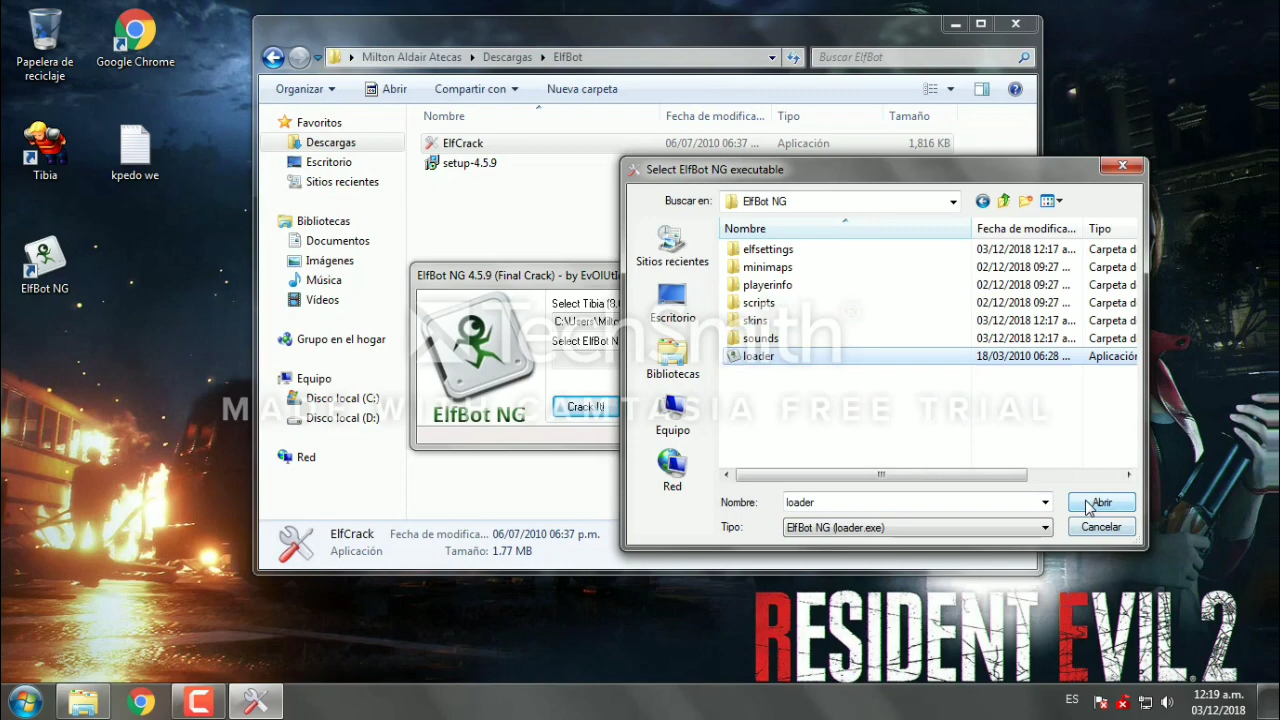 Papelera de
reciclaje
Google Chrome
Tibia
kpedo we
ElfBot NG
Milton Aldair Atecas
Descargas
ElfBot
Buscar ElfBot
Organizar
Abrir
Compartir con
Nueva carpeta
Nombre
Fecha de modifica...
Tipo
Tamaño
Favoritos
Descargas
Escritorio
Sitios recientes
Bibliotecas
Documentos
Imágenes
Música
Vídeos
Grupo en el hogar
Equipo
Disco local (C:)
Disco local (D:)
Red
ElfCrack
06/07/2010 06:37 ...
Aplicación
1,816 KB
setup-4.5.9
ElfBot NG 4.5.9 (Final Crack) - by EvOlUti
Select Tibia (8.
C:\Users\Milto
Select ElfBot N
Crack It!
ElfBot NG
Select ElfBot NG executable
Buscar en:
ElfBot NG
Sitios recientes
Escritorio
Bibliotecas
Equipo
Red
Nombre
Fecha de modifica...
Tipo
elfsettings
03/12/2018 12:17 a...
Carpeta d
minimaps
02/12/2018 09:27 ...
Carpeta d
playerinfo
02/12/2018 09:27 ...
Carpeta d
scripts
02/12/2018 09:27 ...
Carpeta d
skins
03/12/2018 12:17 a...
Carpeta d
sounds
03/12/2018 12:17 a...
Carpeta d
loader
18/03/2010 06:28 ...
Aplicación
Nombre:
loader
Abrir
Tipo:
ElfBot NG (loader.exe)
Cancelar
TechSmith®
MADE WITH CAMTASIA FREE TRIAL
ElfCrack
Fecha de modifica... 06/07/2010 06:37 p.m.
Aplicación
Tamaño: 1.77 MB
RESIDENT EVIL 2
ES
12:19 a.m.
03/12/2018